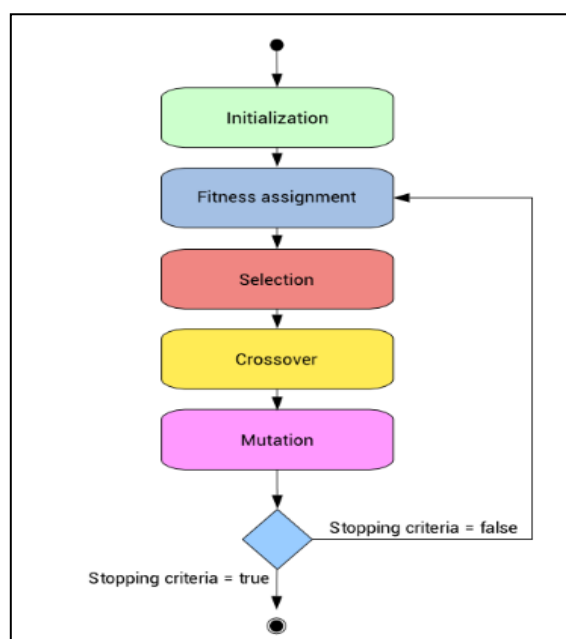 Initialization
Fitness assignment
Selection
Crossover
Mutation
Stopping criteria = false
Stopping criteria = true